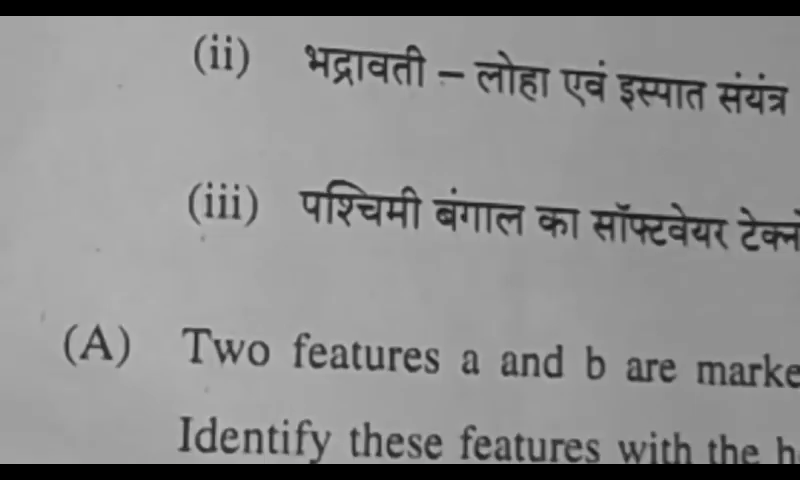 (ii) भद्रावती – लोहा एवं इस्पात संयंत्र
(iii) पश्चिमी बंगाल का सॉफ्टवेयर
(A) Two features a and b are
Identify these features with the